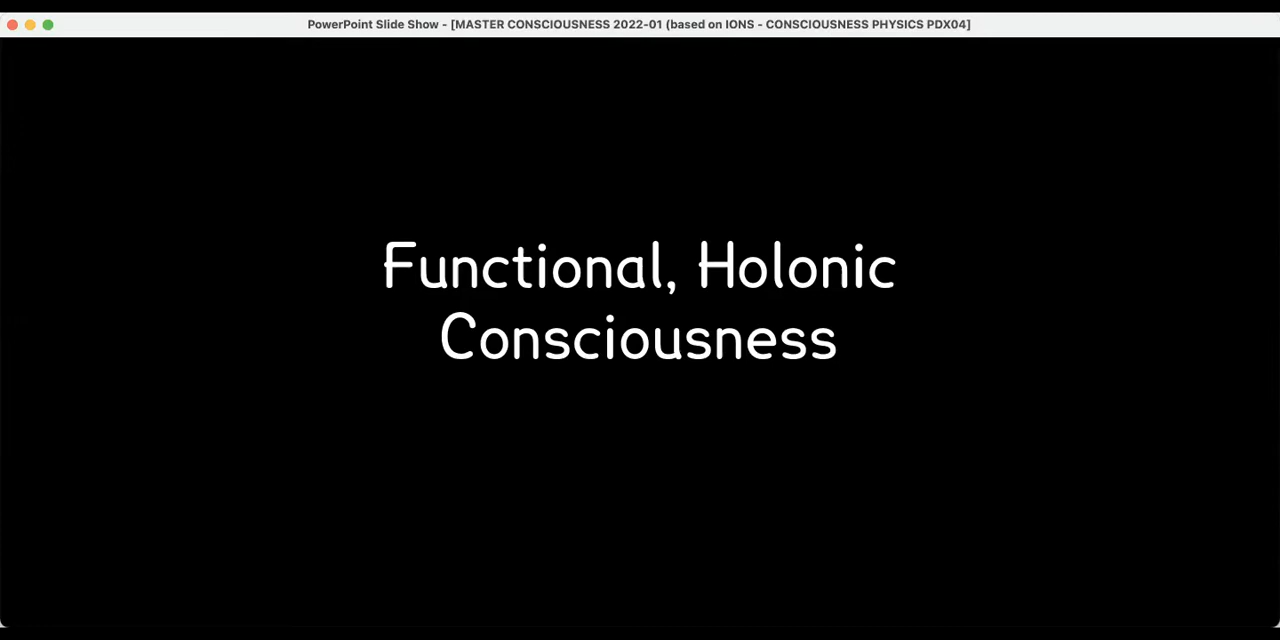 PowerPoint Slide Show - [MASTER CONSCIOUSNESS 2022-01 (based on IONS - CONSCIOUSNESS PHYSICS PDX04]
Functional, Holonic
Consciousness